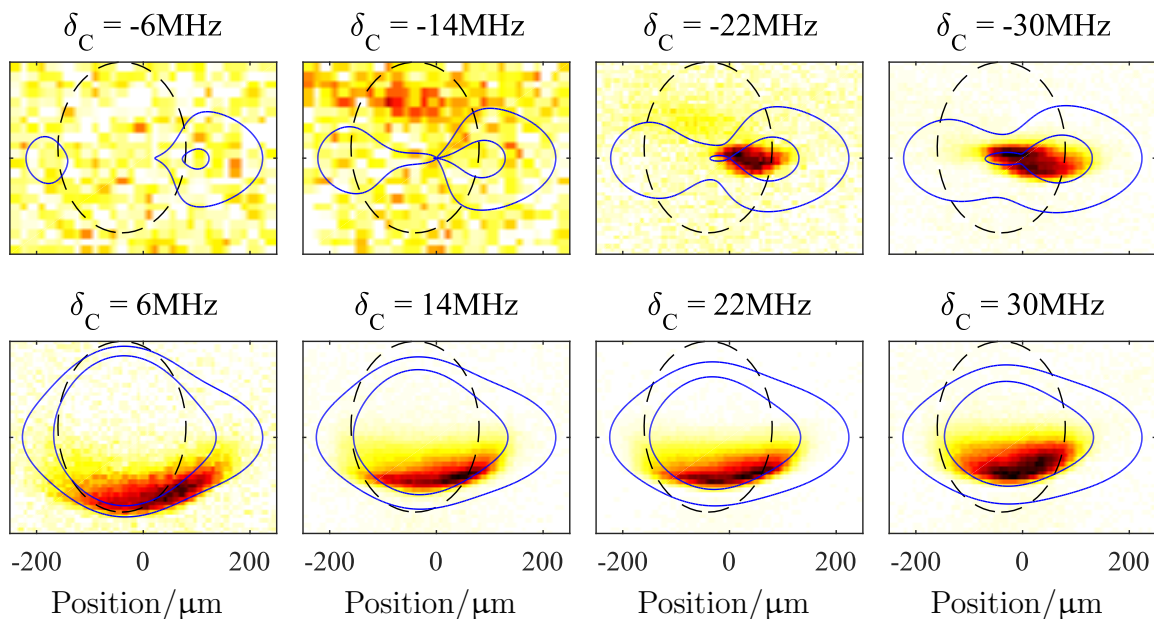 δC = -6MHz δC = -14MHz δC = -22MHz δC = -30MHz
δC = 6MHz δC = 14MHz δC = 22MHz δC = 30MHz
-200 0 200 -200 0 200 -200 0 200 -200 0 200
Position/μm Position/μm Position/μm Position/μm